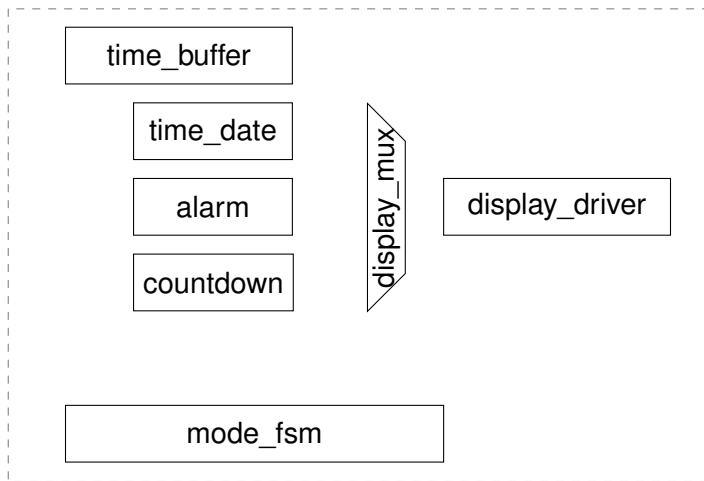 time_buffer
time_date
alarm
countdown
display_mux
display_driver
mode_fsm